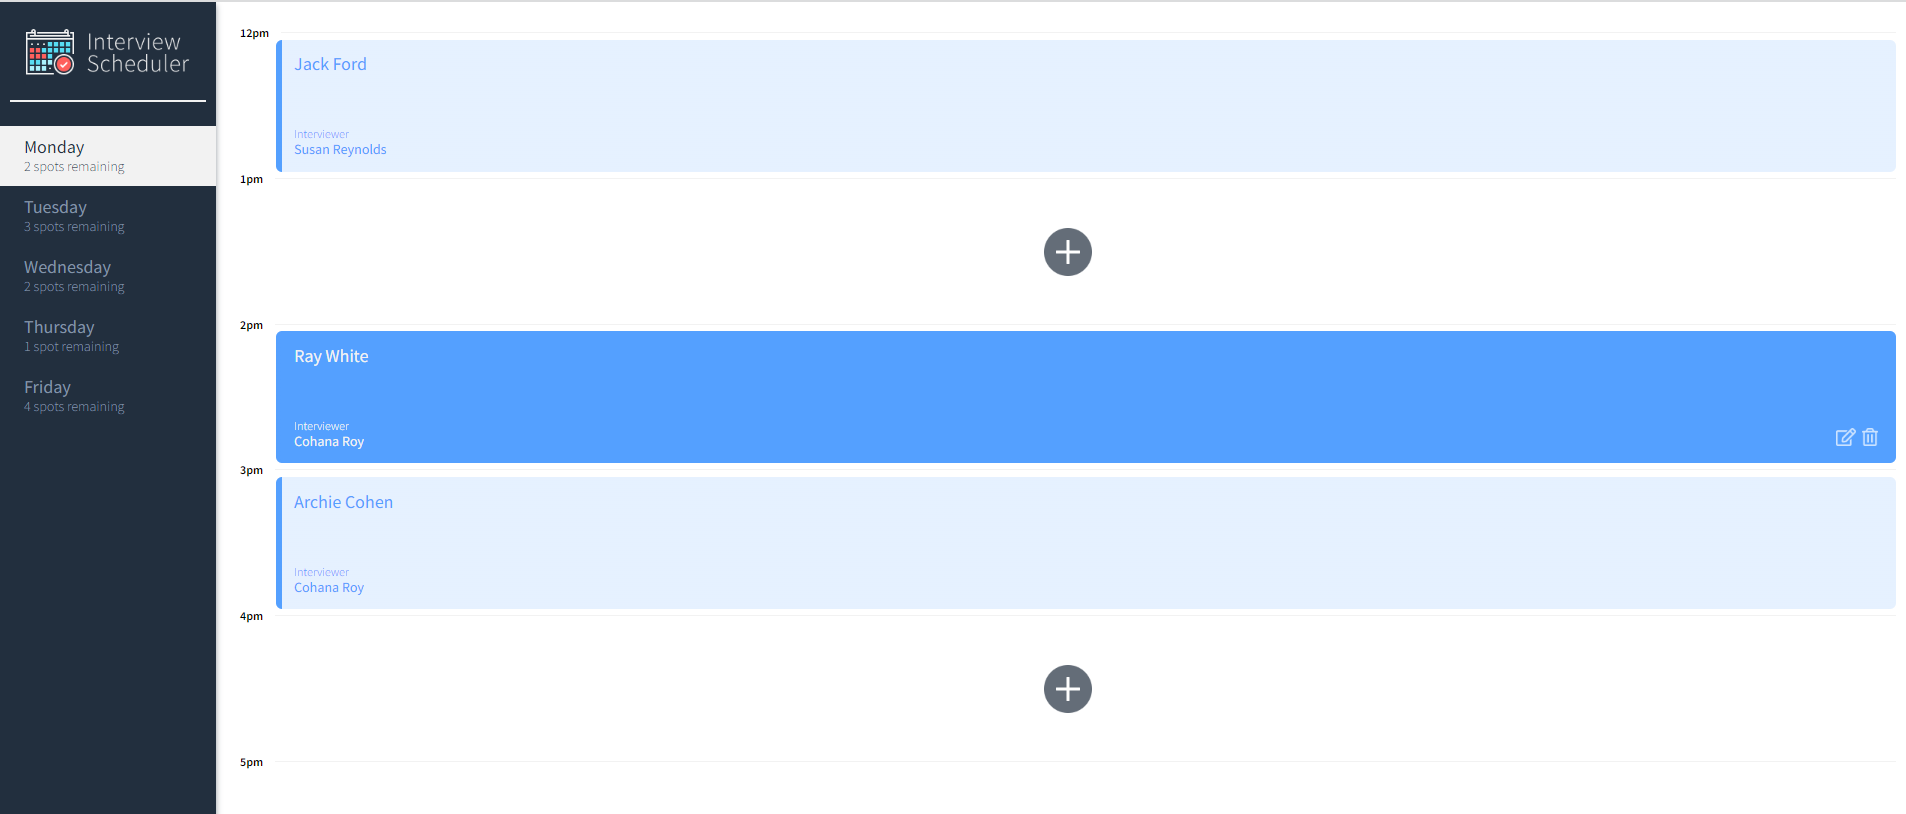 Interview
Scheduler
Monday
2 spots remaining
Tuesday
3 spots remaining
Wednesday
2 spots remaining
Thursday
1 spot remaining
Friday
4 spots remaining
12pm
Jack Ford
Interviewer
Susan Reynolds
1pm
2pm
Ray White
Interviewer
Cohana Roy
3pm
Archie Cohen
Interviewer
Cohana Roy
4pm
5pm